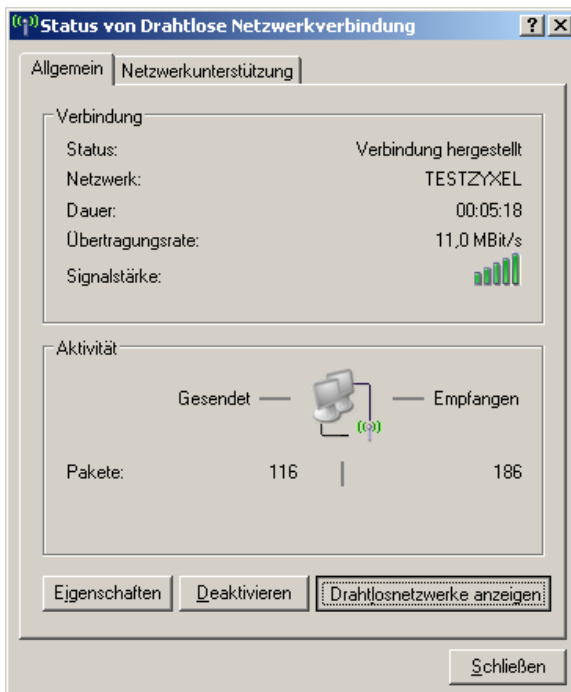 Status von Drahtlose Netzwerkverbindung
Allgemein
Netzwerkunterstützung
Verbindung
Status: Verbindung hergestellt
Netzwerk: TESTZYXEL
Dauer: 00:05:18
Übertragungsrate: 11,0 MBit/s
Signalstärke:
Aktivität
Gesendet Empfangen
Pakete: 116 186
Eigenschaften Deaktivieren Drahtlosnetzwerke anzeigen
Schließen